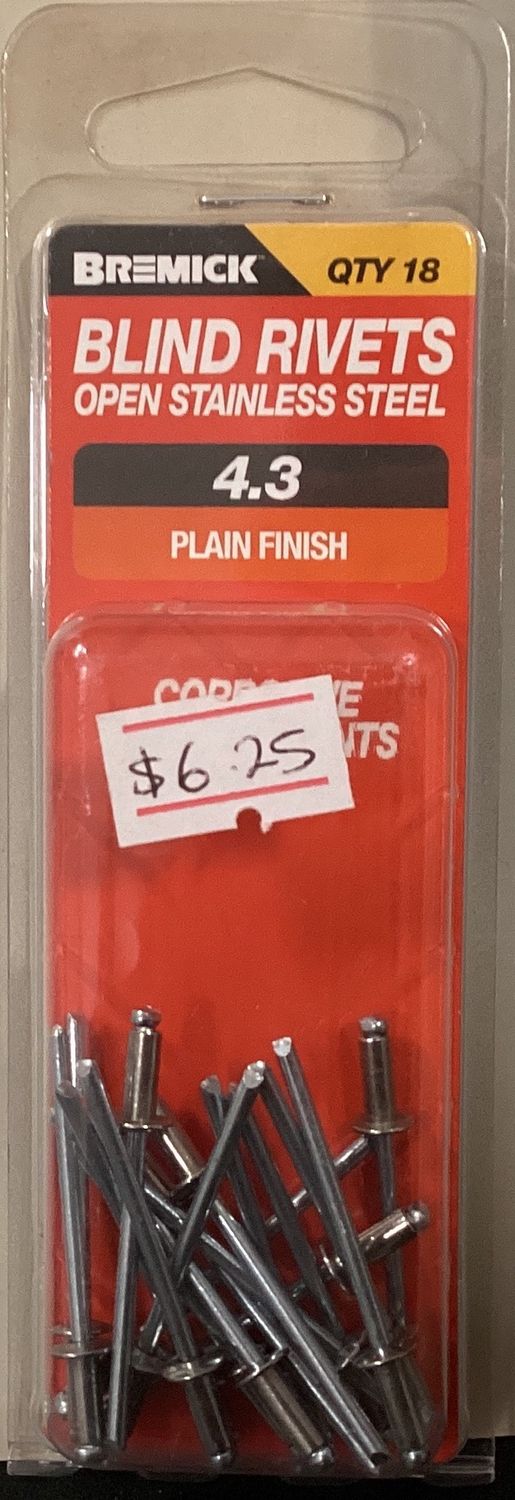 BREMICK QTY 18
BLIND RIVETS
OPEN STAINLESS STEEL
4.3
PLAIN FINISH
$6.25